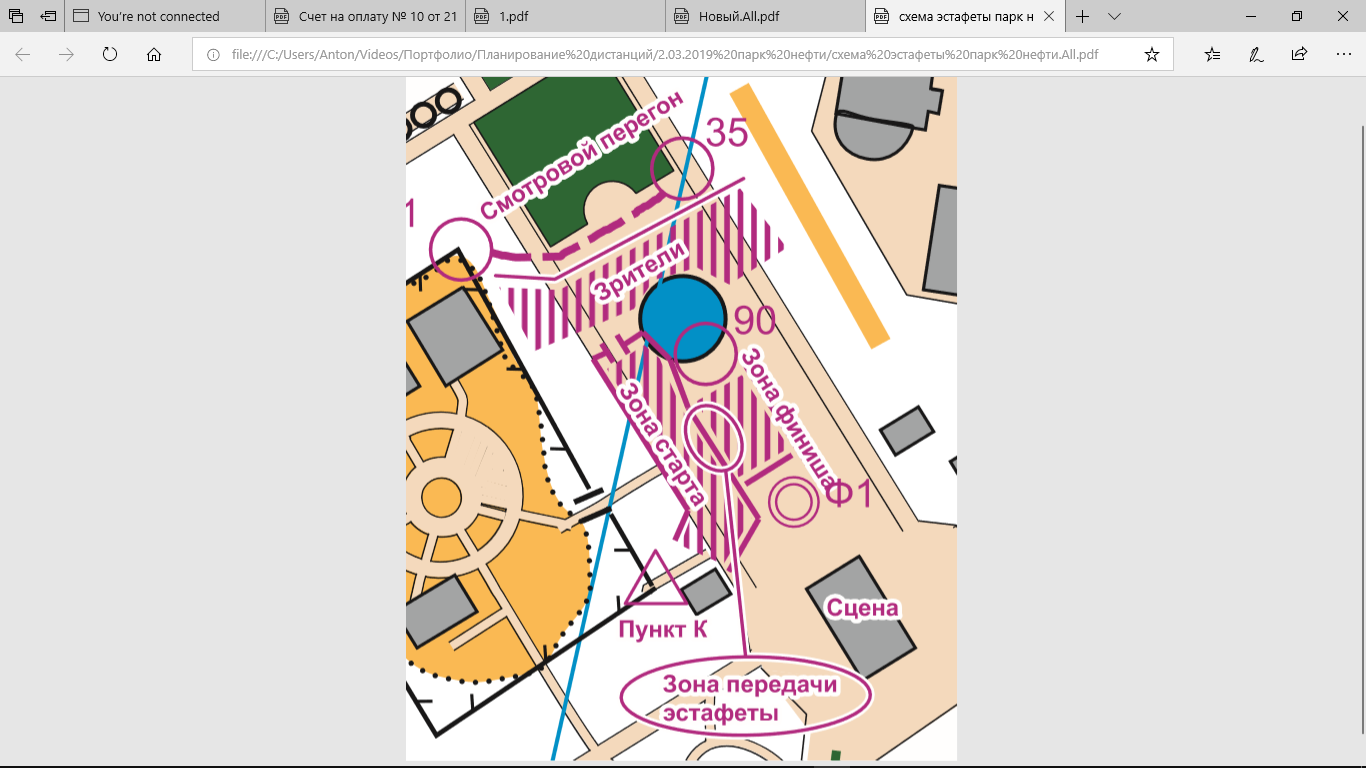 You're not connected
Счет на оплату № 10 от 21
1.pdf
Новый.All.pdf
схема эстафеты парк н
file:///C:/Users/Anton/Videos/Портфолио/Планирование%20дистанций/2.03.2019%20парк%20нефти/схема%20эстафеты%20парк%20нефти.All.pdf
35
Смотровой перегон
1
Зрители
90
Зона финиша
Зона старта
Ф1
Сцена
Пункт К
Зона передачи
эстафеты